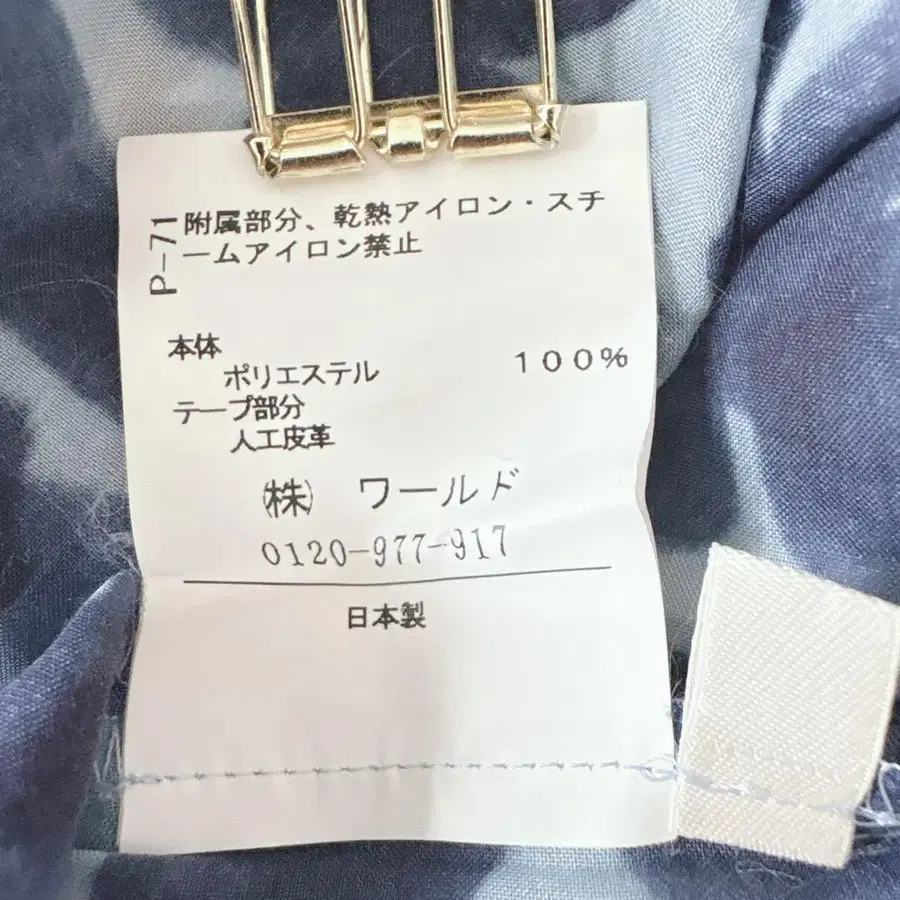 P-71
附属部分、乾熱アイロン・スチ
ームアイロン禁止
本体
ポリエステル 100%
テープ部分
人工皮革
㈱ ワールド
0120-977-917
日本製